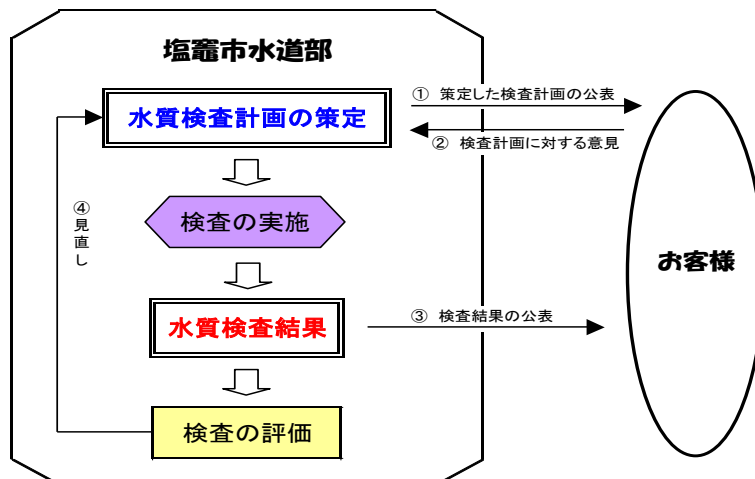 塩竈市水道部
水質検査計画の策定
① 策定した検査計画の公表
② 検査計画に対する意見
④見直し
検査の実施
お客様
水質検査結果
③ 検査結果の公表
検査の評価